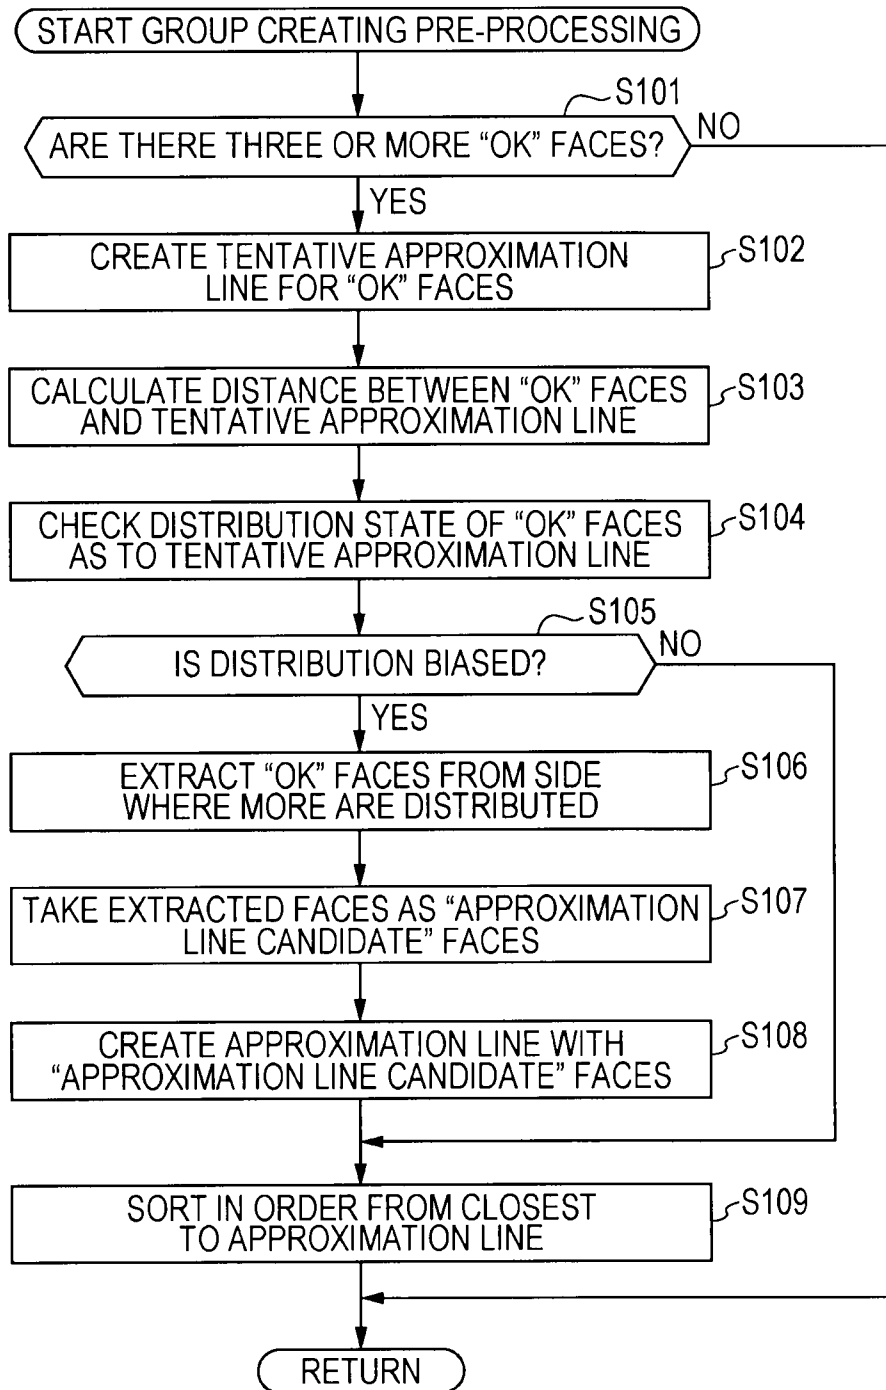 START GROUP CREATING PRE-PROCESSING
S101
ARE THERE THREE OR MORE “OK” FACES?
NO
YES
CREATE TENTATIVE APPROXIMATION
LINE FOR “OK” FACES
S102
CALCULATE DISTANCE BETWEEN “OK” FACES
AND TENTATIVE APPROXIMATION LINE
S103
CHECK DISTRIBUTION STATE OF “OK” FACES
AS TO TENTATIVE APPROXIMATION LINE
S104
S105
IS DISTRIBUTION BIASED?
NO
YES
EXTRACT “OK” FACES FROM SIDE
WHERE MORE ARE DISTRIBUTED
S106
TAKE EXTRACTED FACES AS “APPROXIMATION
LINE CANDIDATE” FACES
S107
CREATE APPROXIMATION LINE WITH
“APPROXIMATION LINE CANDIDATE” FACES
S108
SORT IN ORDER FROM CLOSEST
TO APPROXIMATION LINE
S109
RETURN